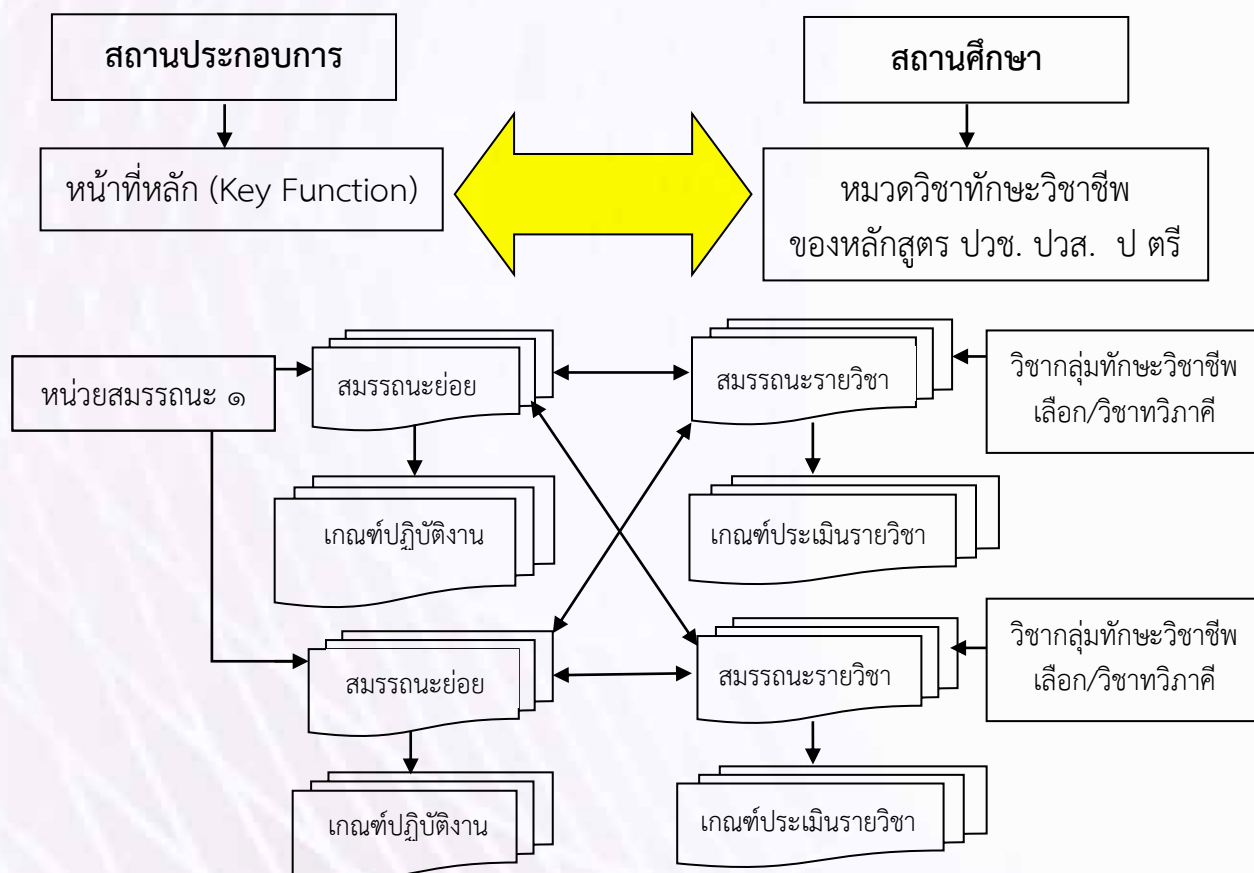 สถานประกอบการ
สถานศึกษา
หน้าที่หลัก (Key Function)
หมวดวิชาทักษะวิชาชีพ
ของหลักสูตร ปวช. ปวส. ป ตรี
หน่วยสมรรถนะ ๑
สมรรถนะย่อย
สมรรถนะรายวิชา
วิชากลุ่มทักษะวิชาชีพ
เลือก/วิชาทวิภาคี
เกณฑ์ปฏิบัติงาน
เกณฑ์ประเมินรายวิชา
สมรรถนะย่อย
สมรรถนะรายวิชา
วิชากลุ่มทักษะวิชาชีพ
เลือก/วิชาทวิภาคี
เกณฑ์ปฏิบัติงาน
เกณฑ์ประเมินรายวิชา